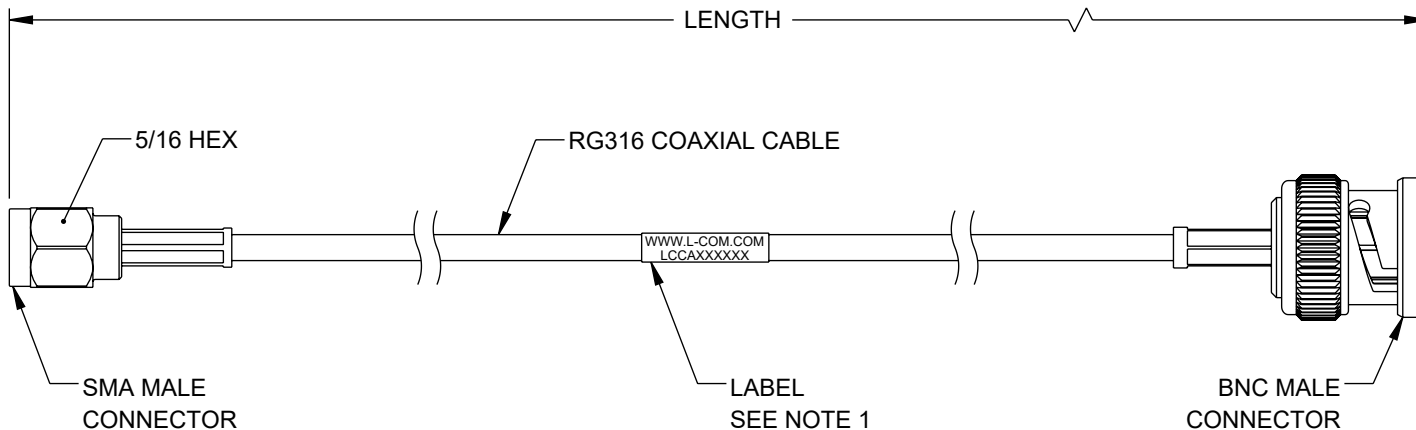 LENGTH
5/16 HEX
RG316 COAXIAL CABLE
WWW.L-COM.COM
LCCAXXXXXX
SMA MALE
CONNECTOR
LABEL
SEE NOTE 1
BNC MALE
CONNECTOR